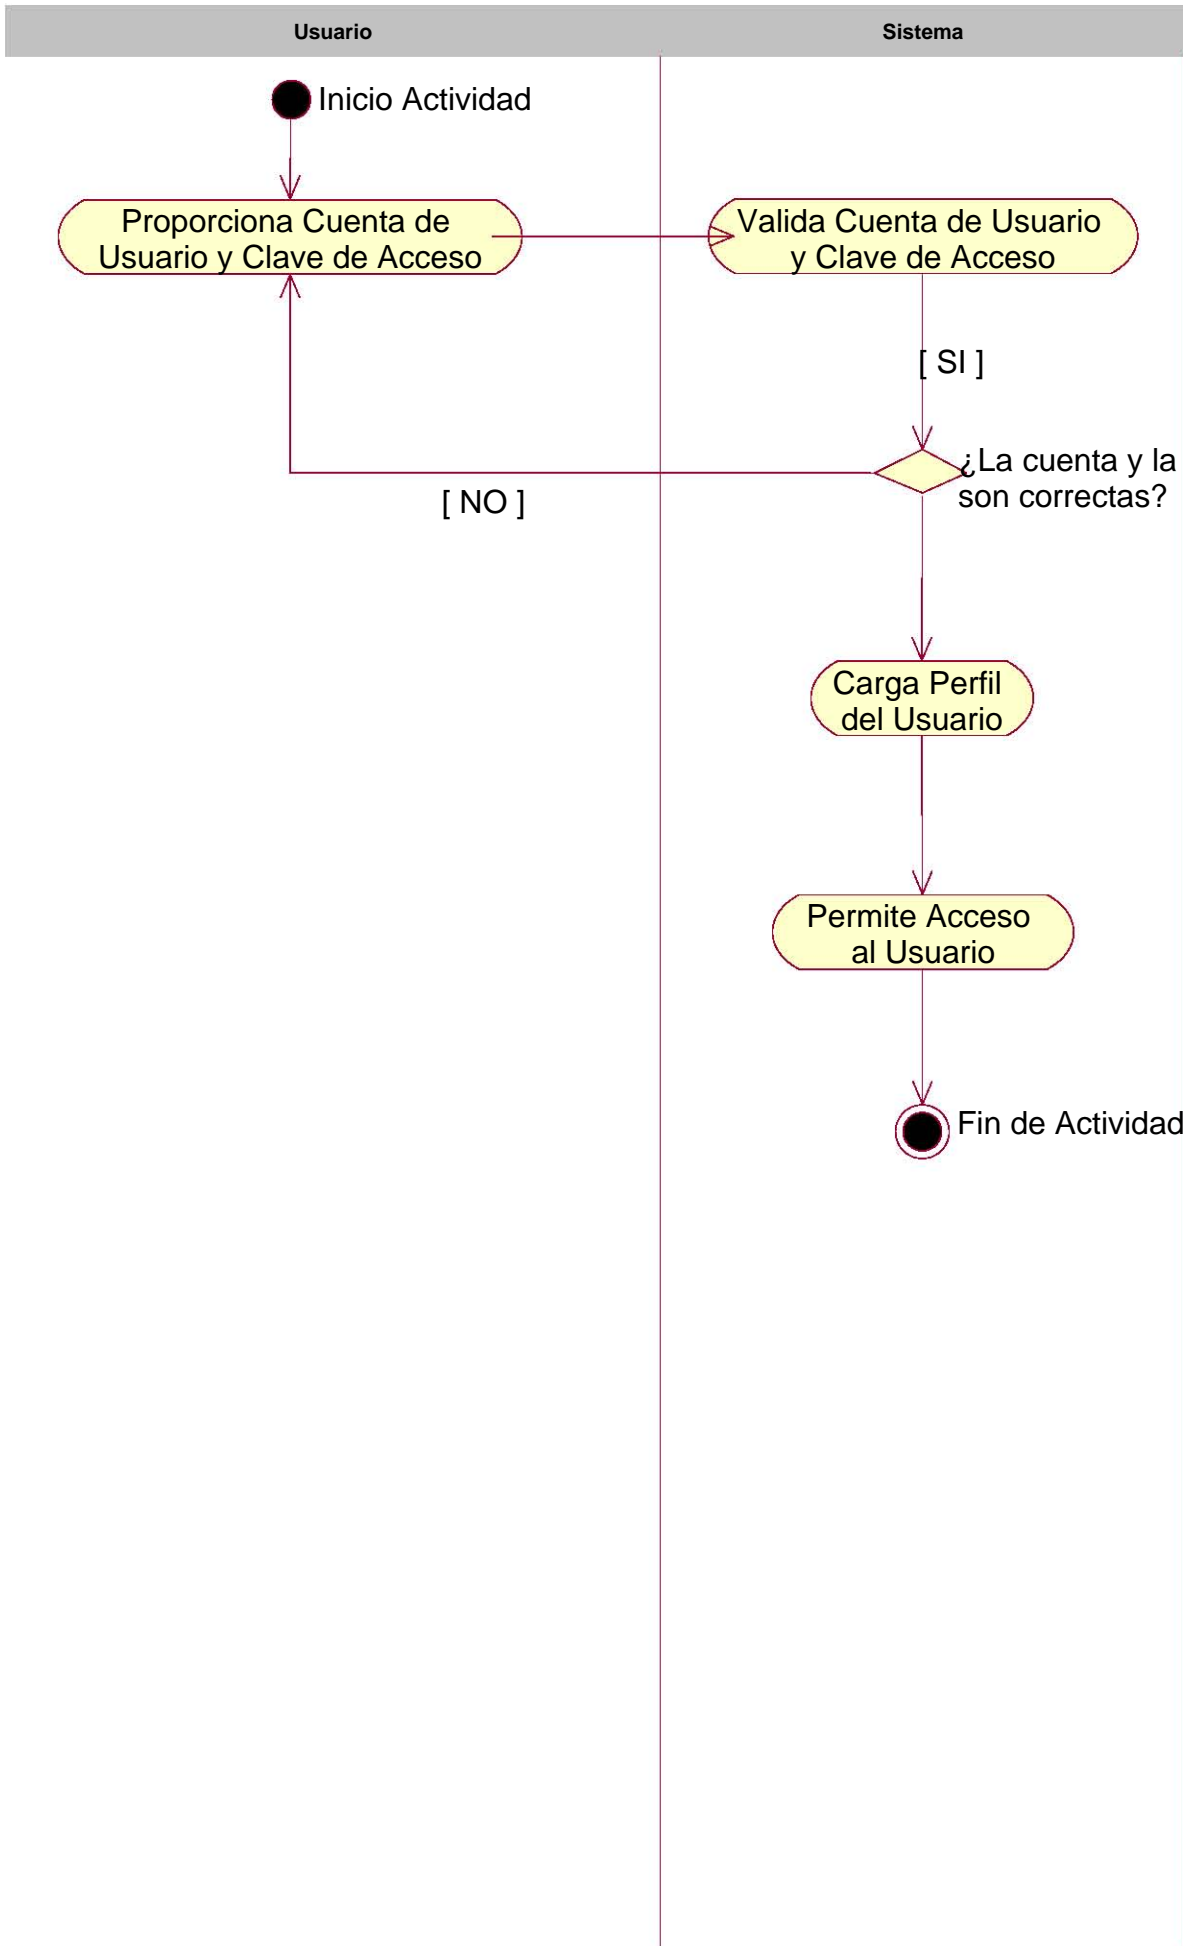 Usuario
Sistema
Inicio Actividad
Proporciona Cuenta de
Usuario y Clave de Acceso
Valida Cuenta de Usuario
y Clave de Acceso
[ SI ]
¿La cuenta y la
son correctas?
[ NO ]
Carga Perfil
del Usuario
Permite Acceso
al Usuario
Fin de Actividad